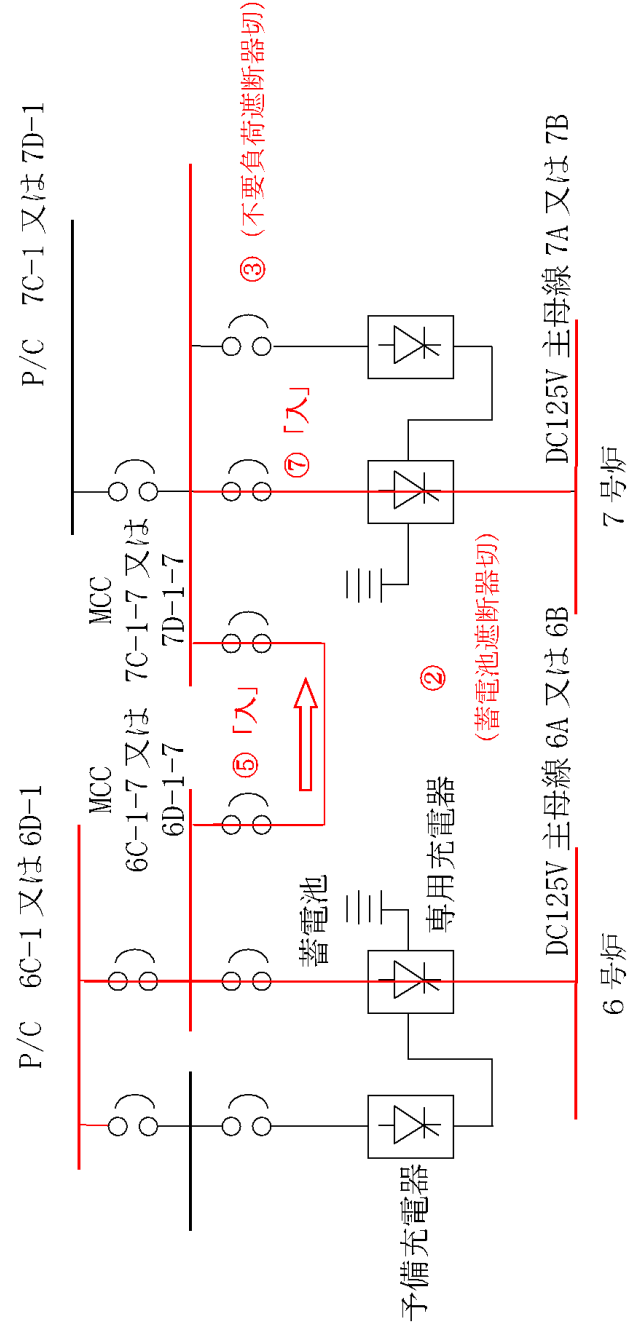 P/C 6C-1 又は 6D-1
P/C 7C-1 又は 7D-1
MCC
6C-1-7 又は
6D-1-7
MCC
7C-1-7 又は
7D-1-7
⑤「入」
⑦「入」
③ (不要負荷遮断器切)
蓄電池
専用充電器
予備充電器
②
(蓄電池遮断器切)
DC125V 主母線 6A 又は 6B
DC125V 主母線 7A 又は 7B
6 号炉
7 号炉